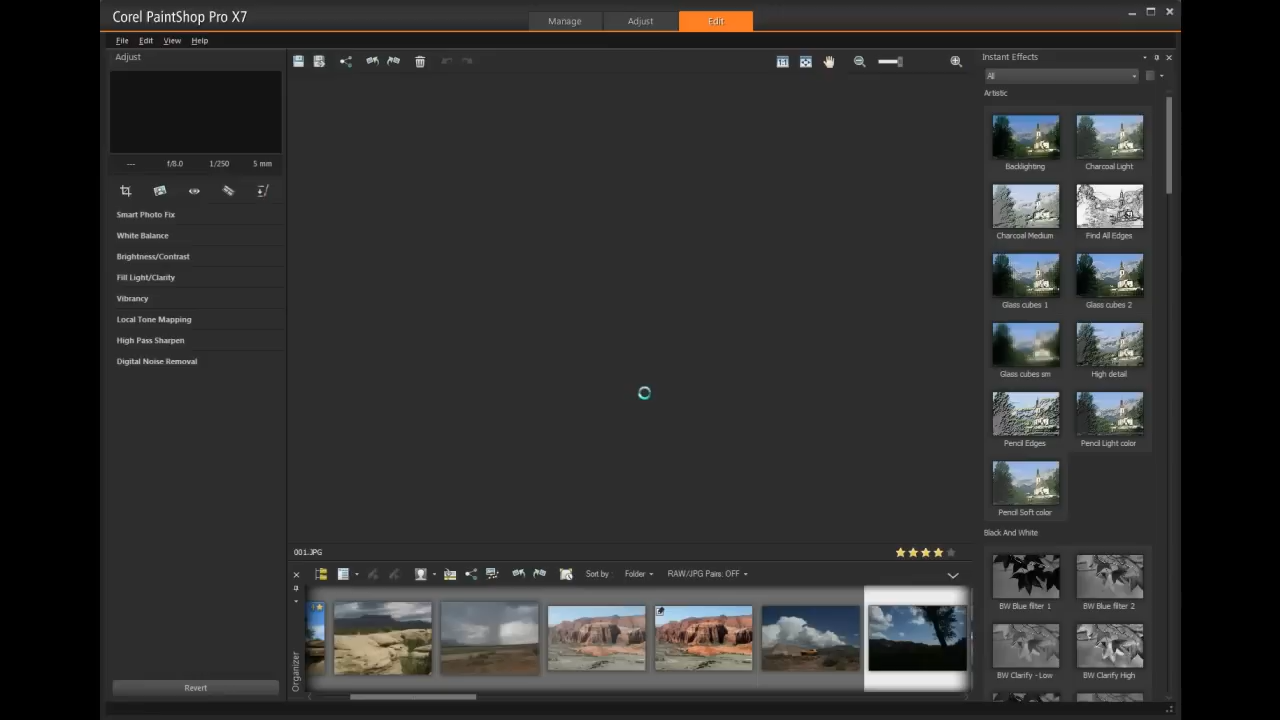 Corel PaintShop Pro X7
Manage
Adjust
Edit
File
Edit
View
Help
Adjust
---
f/8.0
1/250
5 mm
Smart Photo Fix
White Balance
Brightness/Contrast
Fill Light/Clarity
Vibrancy
Local Tone Mapping
High Pass Sharpen
Digital Noise Removal
Revert
001.JPG
Sort by :
Folder
RAW/JPG Pairs: OFF
Organizer
Instant Effects
All
Artistic
Backlighting
Charcoal Light
Charcoal Medium
Find All Edges
Glass cubes 1
Glass cubes 2
Glass cubes sm
High detail
Pencil Edges
Pencil Light color
Pencil Soft color
Black And White
BW Blue filter 1
BW Blue filter 2
BW Clarify - Low
BW Clarify High